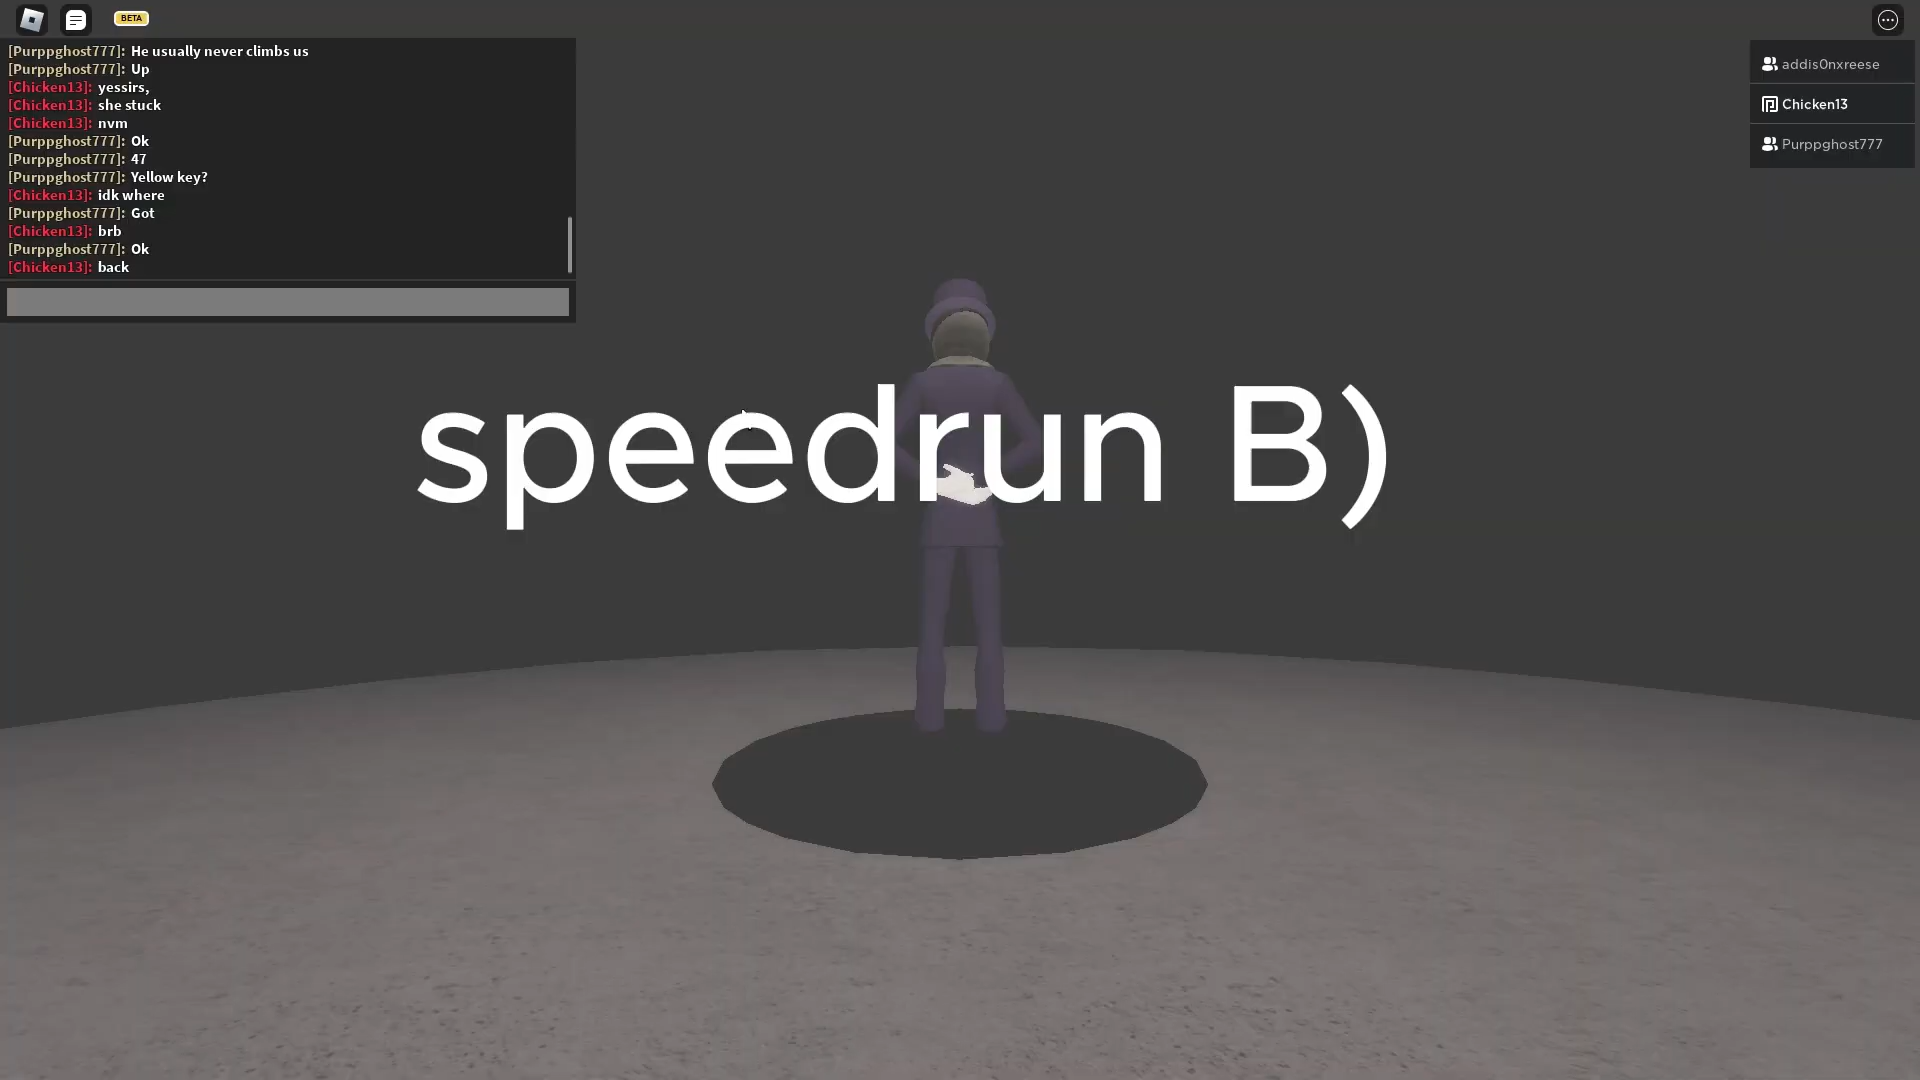 BETA
[Purppghost777]: He usually never climbs us
[Purppghost777]: Up
[Chicken13]: yessirs,
[Chicken13]: she stuck
[Chicken13]: nvm
[Purppghost777]: Ok
[Purppghost777]: 47
[Purppghost777]: Yellow key?
[Chicken13]: idk where
[Purppghost777]: Got
[Chicken13]: brb
[Purppghost777]: Ok
[Chicken13]: back
addis0nxreese
Chicken13
Purppghost777
speedrun B)